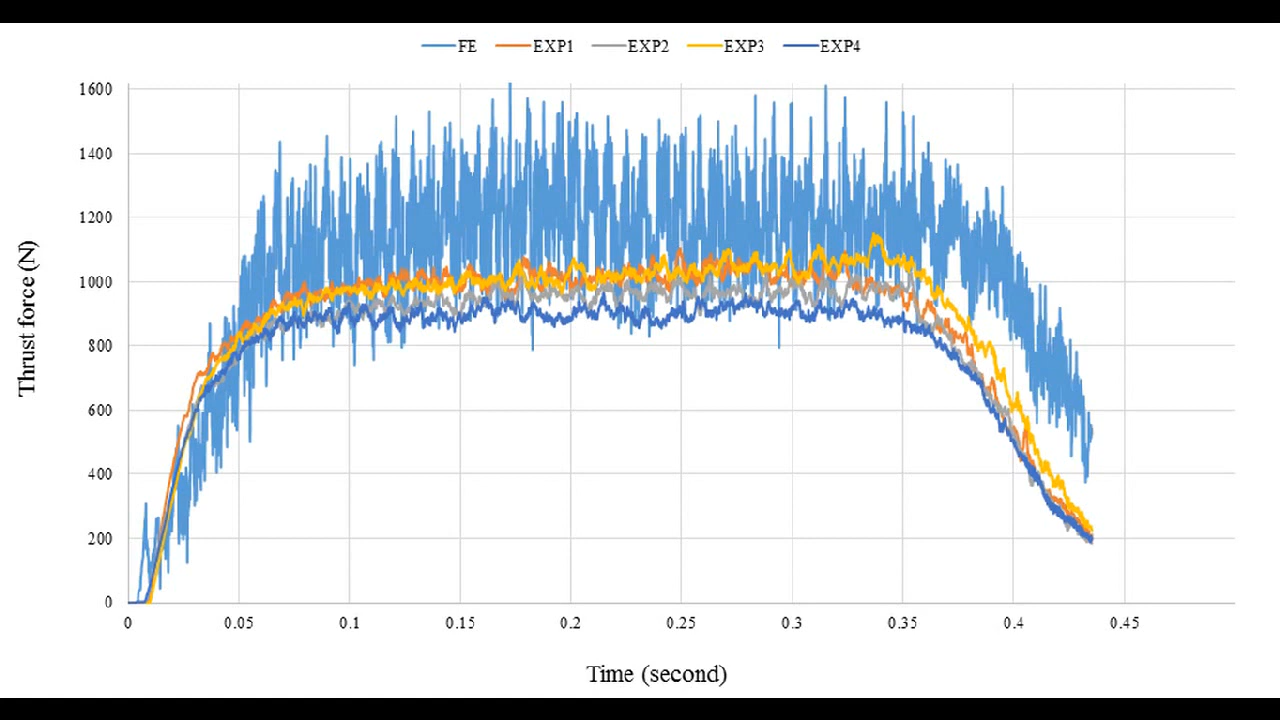 FE EXP1 EXP2 EXP3 EXP4
1600
1400
1200
1000
800
600
400
200
0
Thrust force (N)
0 0.05 0.1 0.15 0.2 0.25 0.3 0.35 0.4 0.45
Time (second)